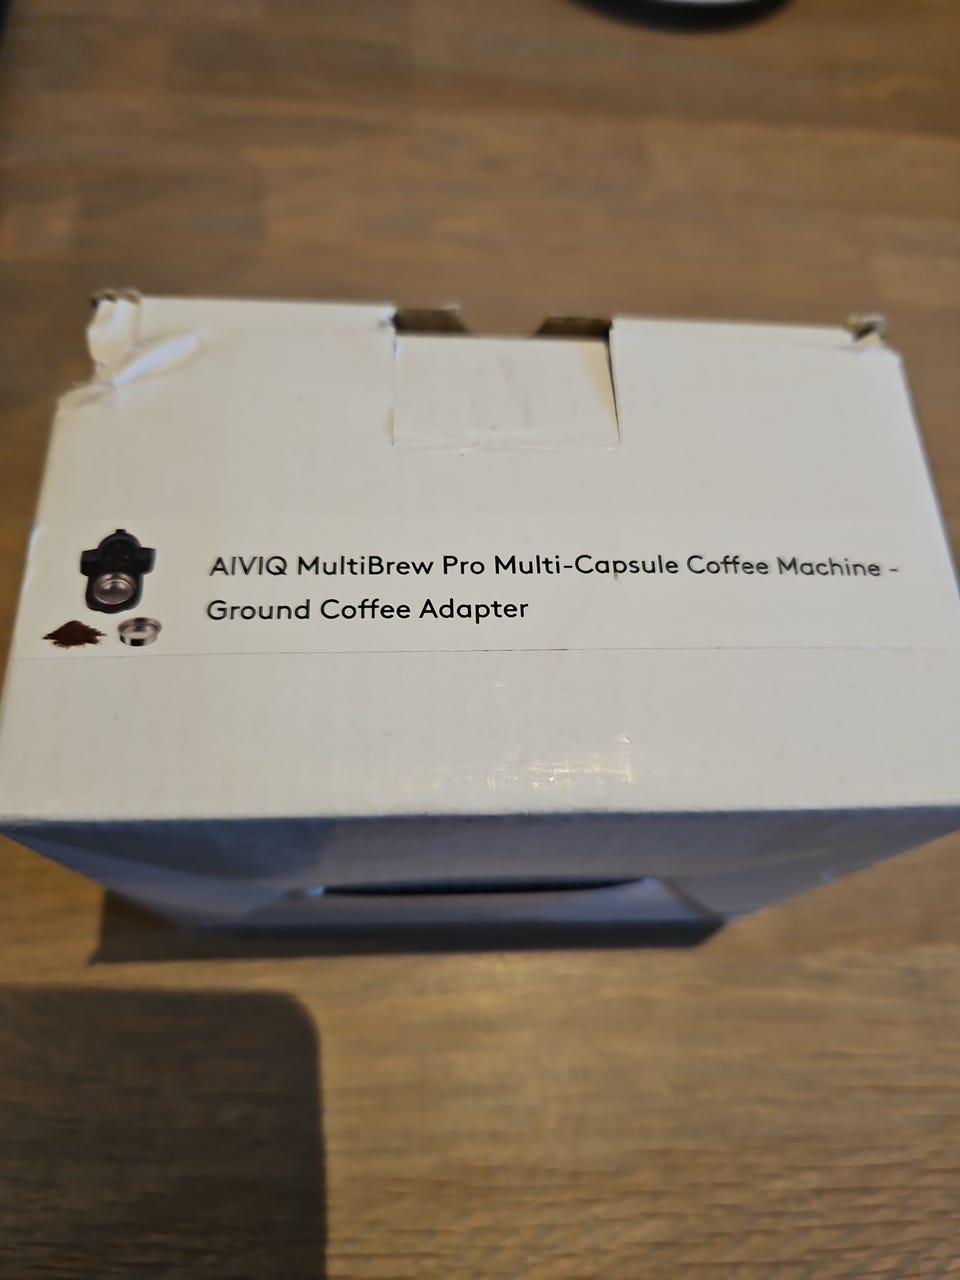 AIVIQ MultiBrew Pro Multi-Capsule Coffee Machine -
Ground Coffee Adapter